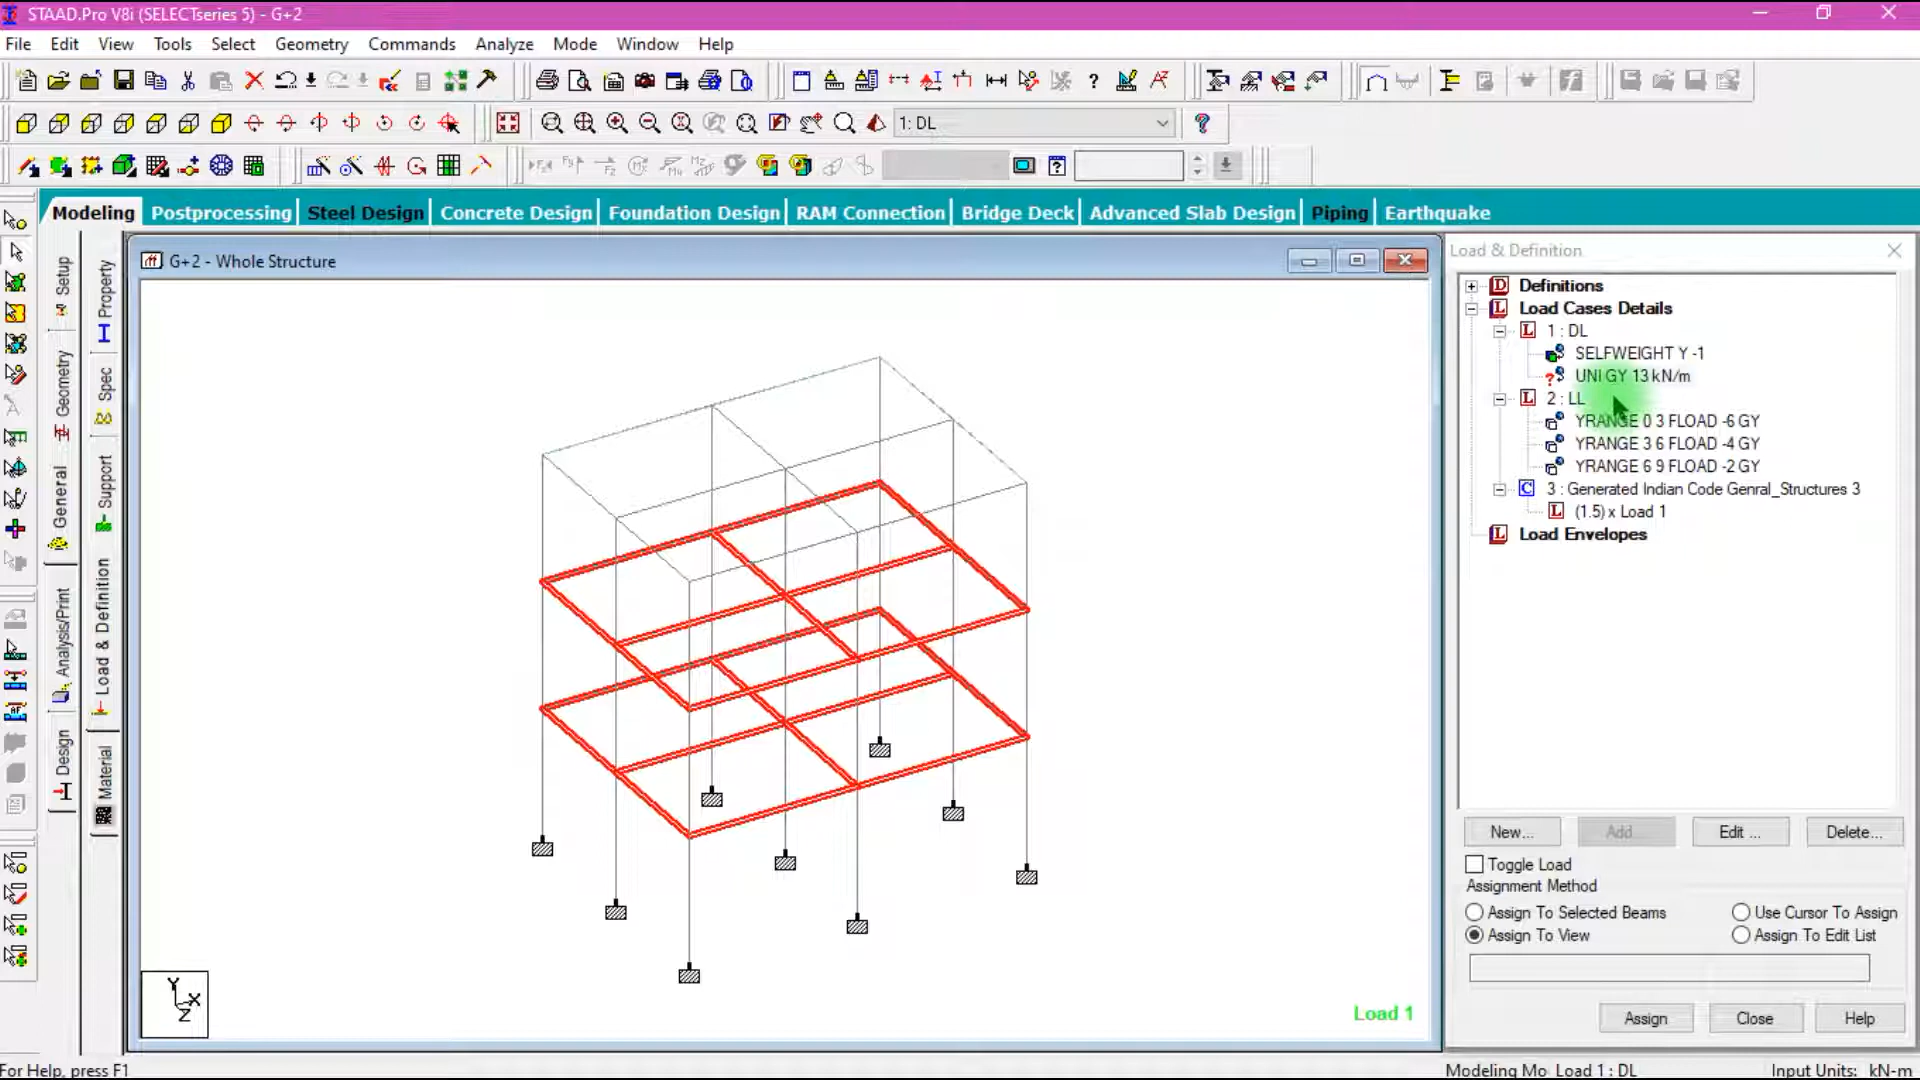 STAAD.Pro V8i (SELECTseries 5) - G+2
File Edit View Tools Select Geometry Commands Analyze Mode Window Help
1: DL
Modeling Postprocessing Steel Design Concrete Design Foundation Design RAM Connection Bridge Deck Advanced Slab Design Piping Earthquake
Setup
Geometry
General
Analysis/Print
Design
Property
Spec
Support
Load & Definition
Material
G+2 - Whole Structure
Y
X
Z
Load 1
Load & Definition
Definitions
Load Cases Details
1 : DL
SELFWEIGHT Y -1
UNI GY 13 kN/m
2 : LL
YRANGE 0 3 FLOAD -6 GY
YRANGE 3 6 FLOAD -4 GY
YRANGE 6 9 FLOAD -2 GY
3 : Generated Indian Code Genral_Structures 3
(1.5) x Load 1
Load Envelopes
New... Add... Edit ... Delete...
Toggle Load
Assignment Method
Assign To Selected Beams Use Cursor To Assign
Assign To View Assign To Edit List
Assign Close Help
For Help, press F1 Modeling Mo Load 1 : DL Input Units: kN-m